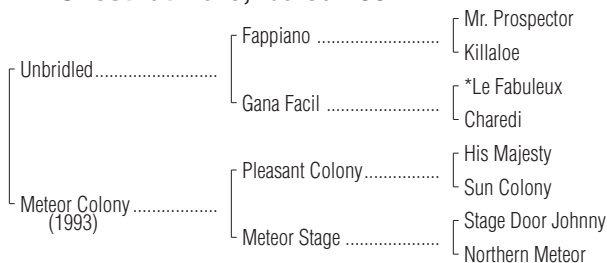 Mr. Prospector
Fappiano ........................
Killaloe
Unbridled........................
*Le Fabuleux
Gana Facil ......................
Charedi
His Majesty
Pleasant Colony...............
Sun Colony
Meteor Colony .................
(1993)
Stage Door Johnny
Meteor Stage ..................
Northern Meteor